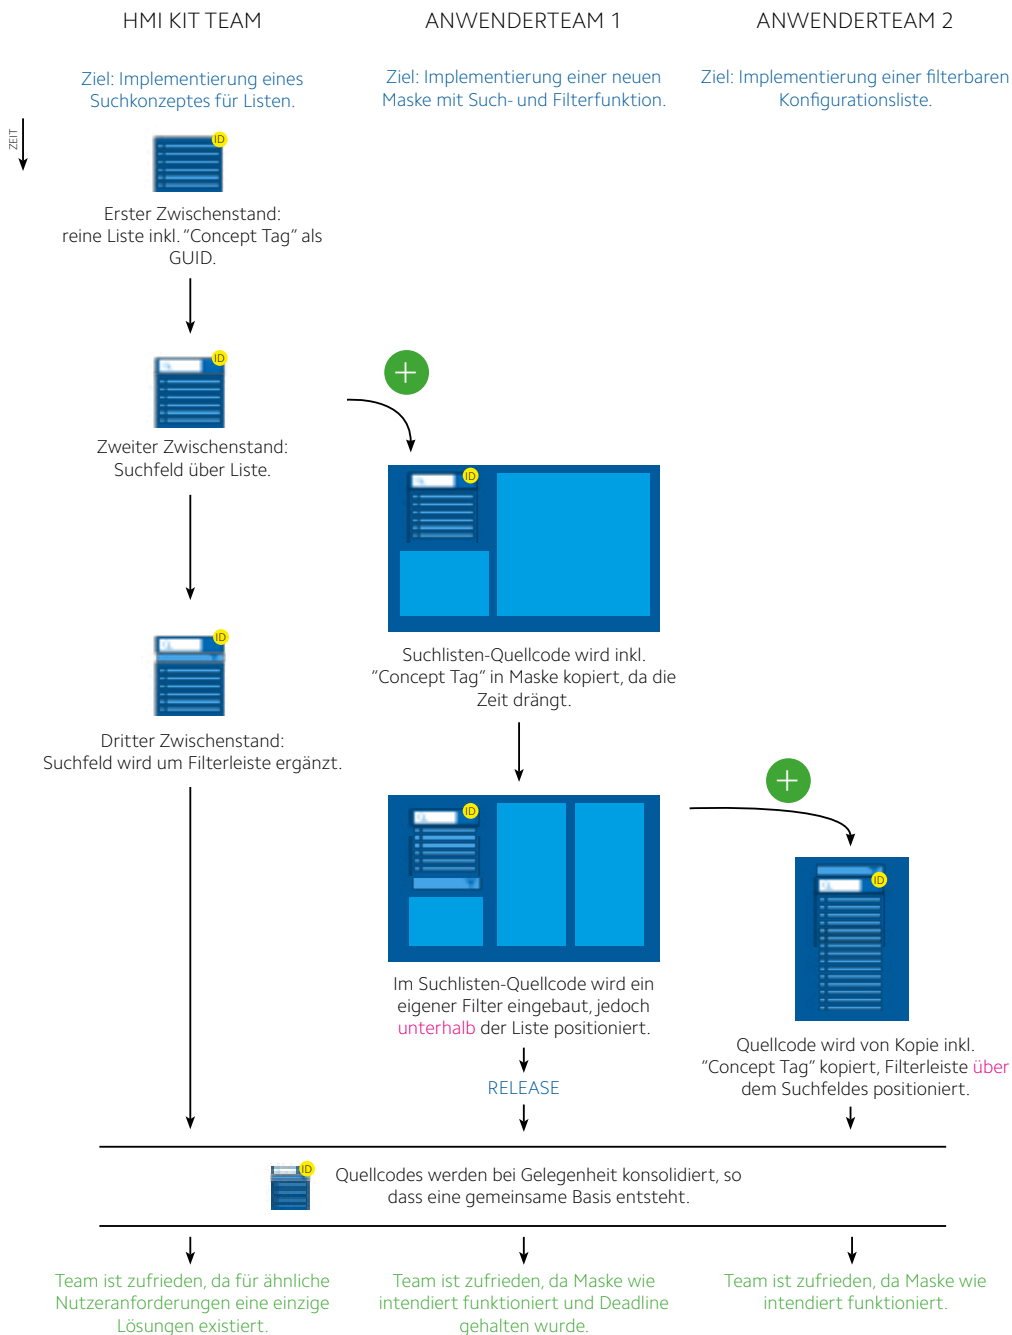 HMI KIT TEAM
ANWENDERTEAM 1
ANWENDERTEAM 2
Ziel: Implementierung eines
Suchkonzeptes für Listen.
Ziel: Implementierung einer neuen
Maske mit Such- und Filterfunktion.
Ziel: Implementierung einer filterbaren
Konfigurationsliste.
ZEIT
ID
Erster Zwischenstand:
reine Liste inkl. “Concept Tag” als
GUID.
ID
Zweiter Zwischenstand:
Suchfeld über Liste.
ID
Suchlisten-Quellcode wird inkl.
“Concept Tag” in Maske kopiert, da die
Zeit drängt.
ID
Dritter Zwischenstand:
Suchfeld wird um Filterleiste ergänzt.
ID
Im Suchlisten-Quellcode wird ein
eigener Filter eingebaut, jedoch
unterhalb der Liste positioniert.
RELEASE
ID
Quellcode wird von Kopie inkl.
“Concept Tag” kopiert, Filterleiste über
dem Suchfeldes positioniert.
ID
Quellcodes werden bei Gelegenheit konsolidiert, so
dass eine gemeinsame Basis entsteht.
Team ist zufrieden, da für ähnliche
Nutzeranforderungen eine einzige
Lösungen existiert.
Team ist zufrieden, da Maske wie
intendiert funktioniert und Deadline
gehalten wurde.
Team ist zufrieden, da Maske wie
intendiert funktioniert.